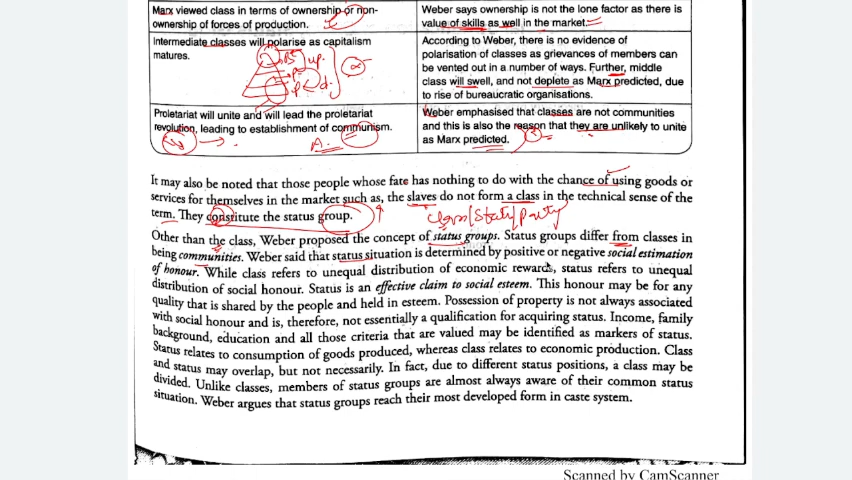 Marx viewed class in terms of ownership or non-
ownership of forces of production.
Weber says ownership is not the lone factor as there is
value of skills as well in the market.
Intermediate classes will polarise as capitalism
matures.
According to Weber, there is no evidence of
polarisation of classes as grievances of members can
be vented out in a number of ways. Further, middle
class will swell, and not deplete as Marx predicted, due
to rise of bureaucratic organisations.
Proletariat will unite and will lead the proletariat
revolution, leading to establishment of communism.
Weber emphasised that classes are not communities
and this is also the reason that they are unlikely to unite
as Marx predicted.
It may also be noted that those people whose fate has nothing to do with the chance of using goods or
services for themselves in the market such as, the slaves do not form a class in the technical sense of the
term. They constitute the status group.
Class/Status/Party
Other than the class, Weber proposed the concept of status groups. Status groups differ from classes in
being communities. Weber said that status situation is determined by positive or negative social estimation
of honour. While class refers to unequal distribution of economic rewards, status refers to unequal
distribution of social honour. Status is an effective claim to social esteem. This honour may be for any
quality that is shared by the people and held in esteem. Possession of property is not always associated
with social honour and is, therefore, not essentially a qualification for acquiring status. Income, family
background, education and all those criteria that are valued may be identified as markers of status.
Status relates to consumption of goods produced, whereas class relates to economic production. Class
and status may overlap, but not necessarily. In fact, due to different status positions, a class may be
divided. Unlike classes, members of status groups are almost always aware of their common status
situation. Weber argues that status groups reach their most developed form in caste system.
Scanned by CamScanner